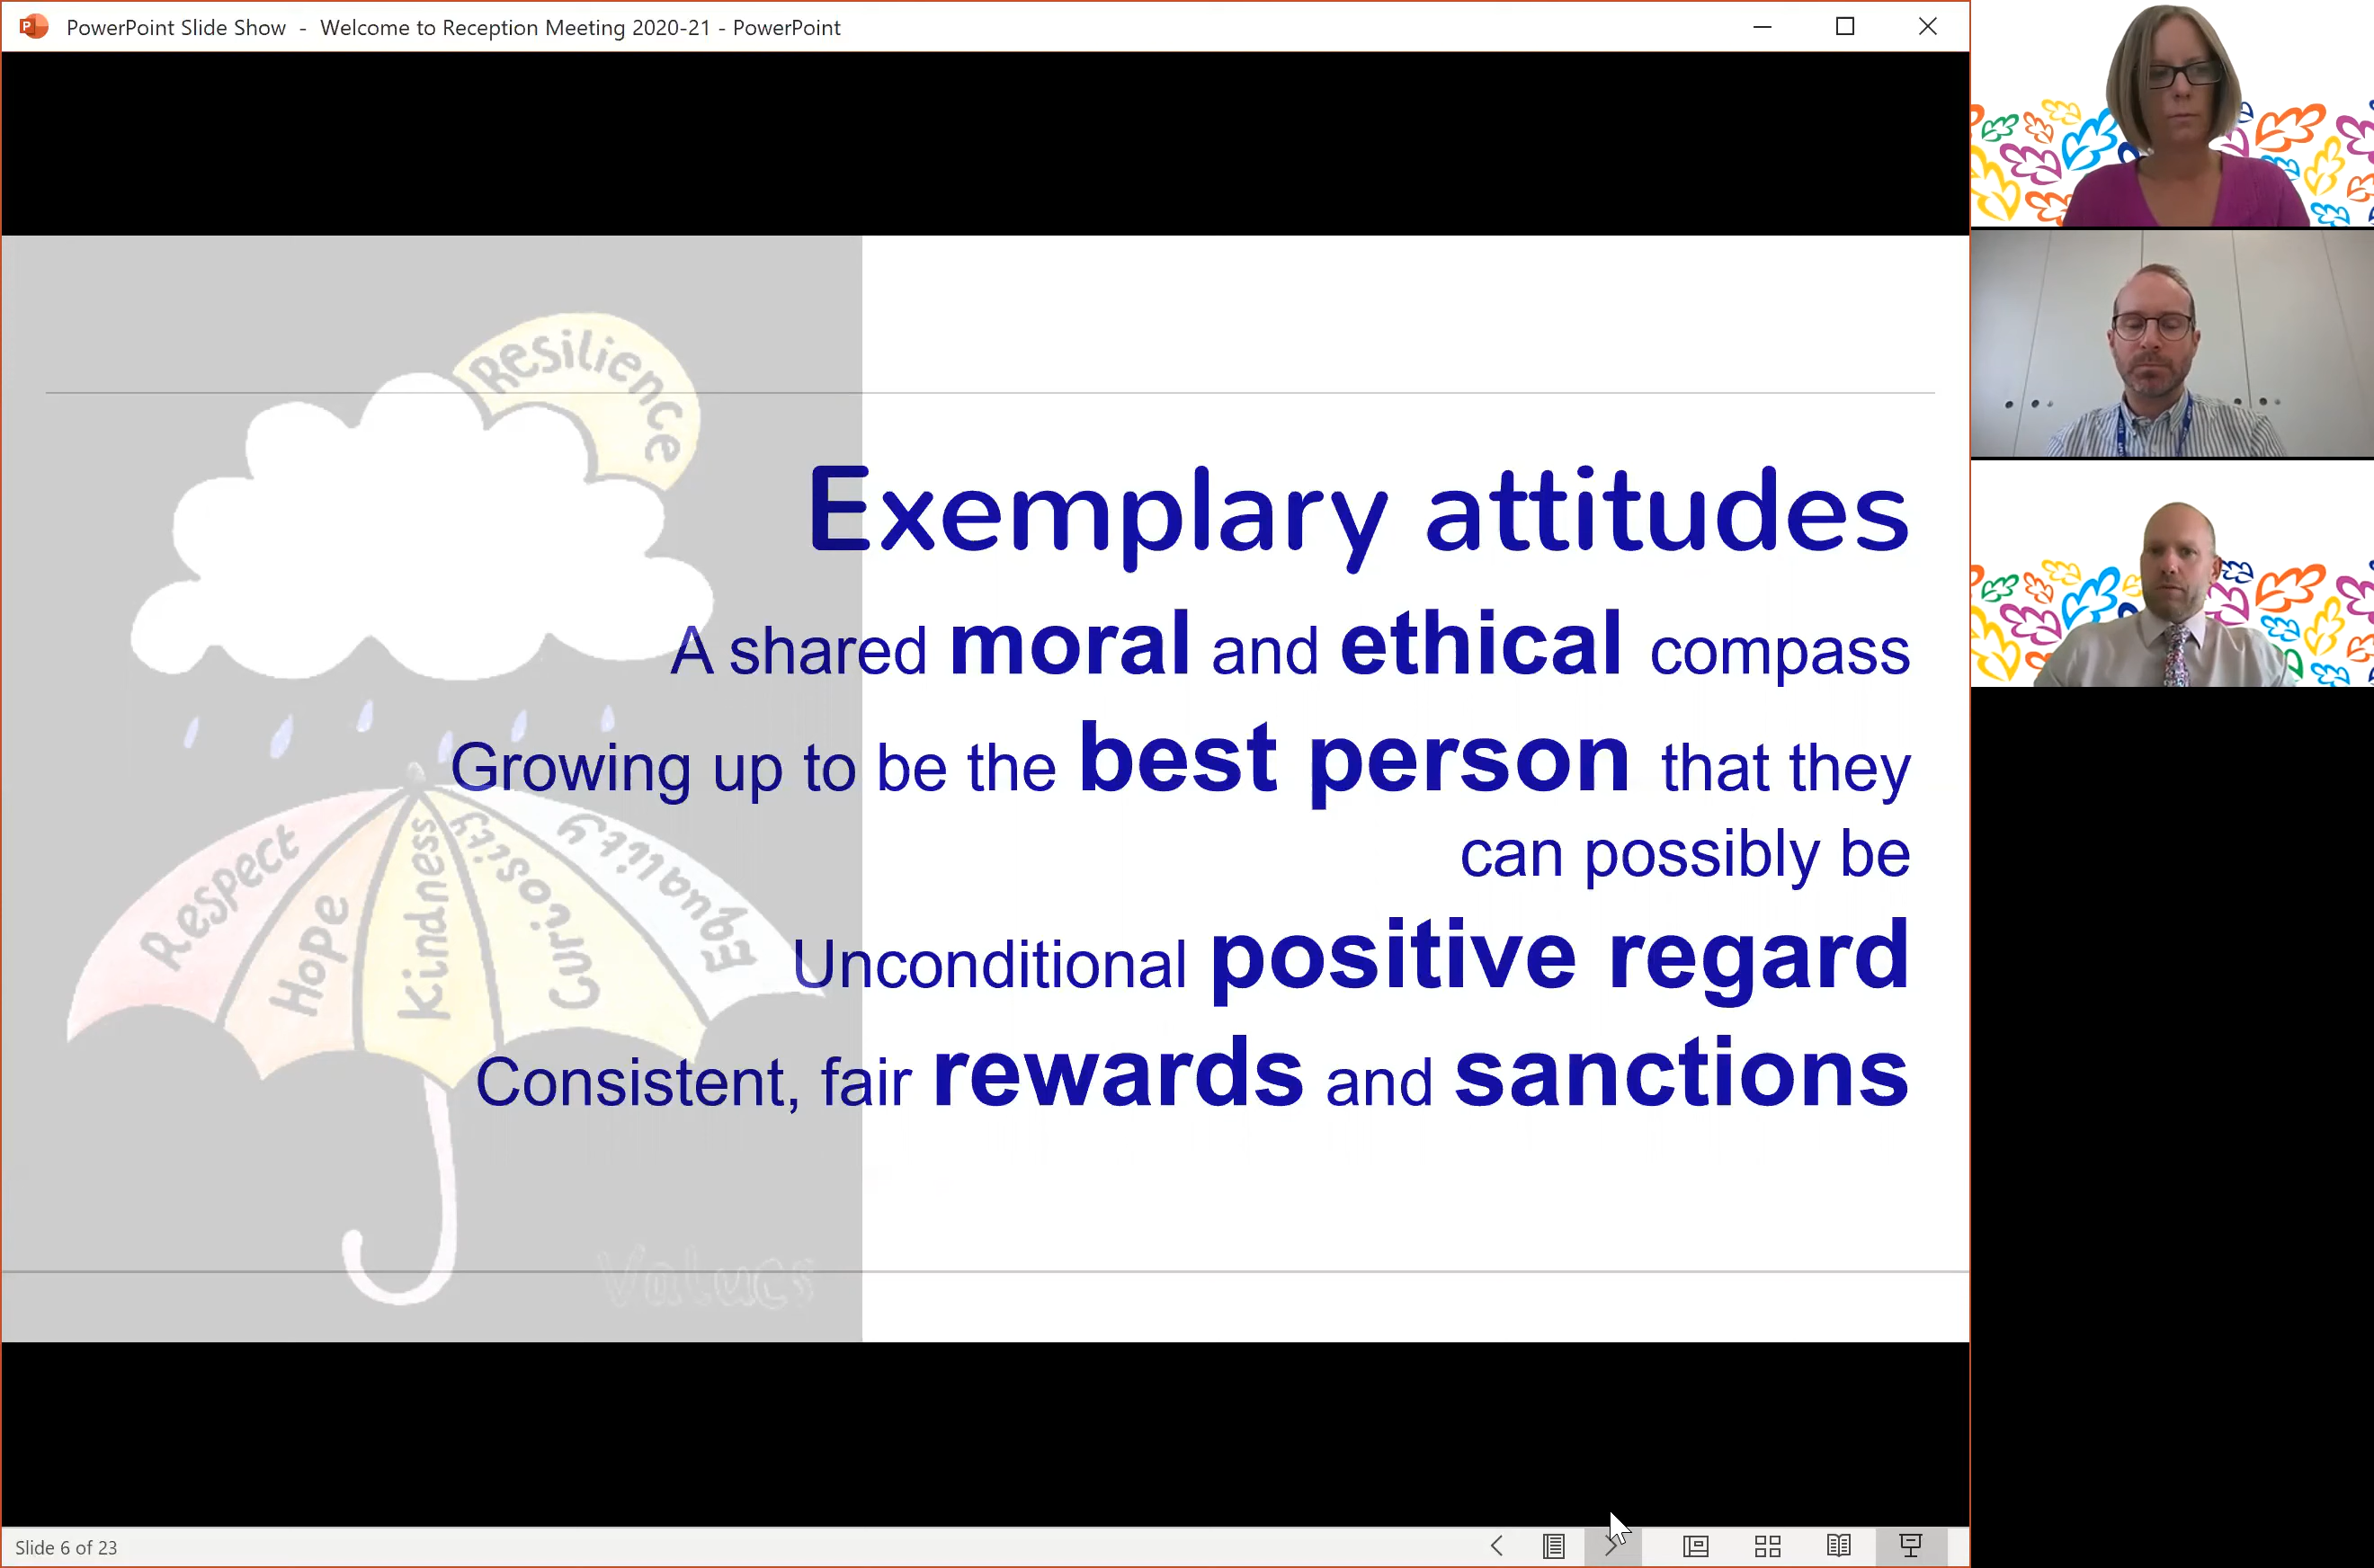 PowerPoint Slide Show - Welcome to Reception Meeting 2020-21 - PowerPoint
Resilience
Exemplary attitudes
A shared moral and ethical compass
Growing up to be the best person that they
can possibly be
Unconditional positive regard
Consistent, fair rewards and sanctions
Respect
Hope
Kindness
Curiosity
Equality
Values
Slide 6 of 23